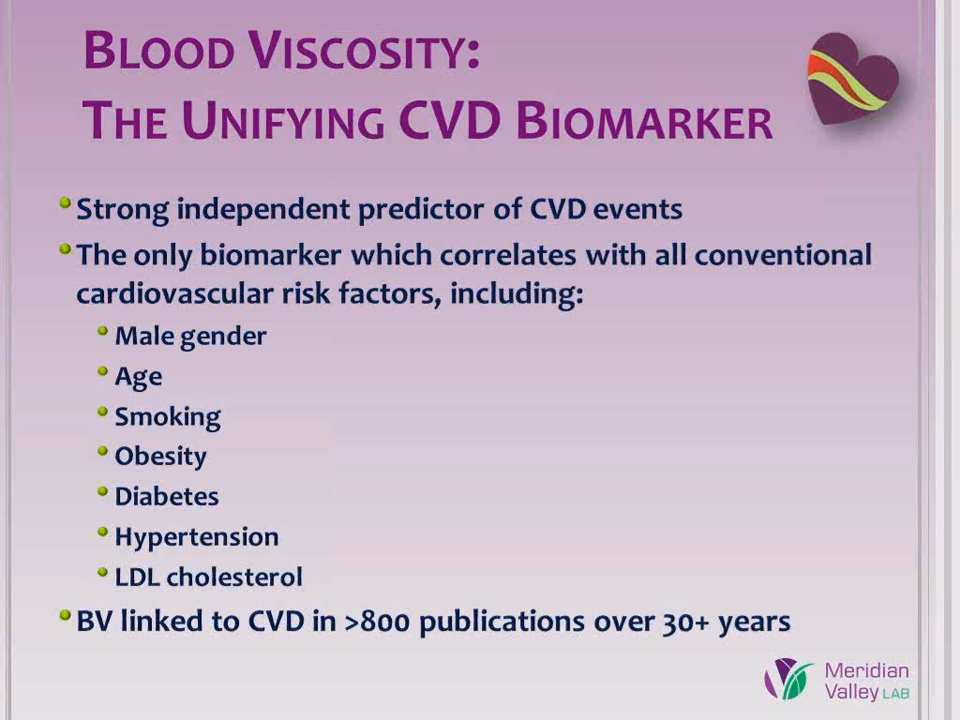 BLOOD VISCOSITY:
THE UNIFYING CVD BIOMARKER
Strong independent predictor of CVD events
The only biomarker which correlates with all conventional
cardiovascular risk factors, including:
Male gender
Age
Smoking
Obesity
Diabetes
Hypertension
LDL cholesterol
BV linked to CVD in >800 publications over 30+ years
Meridian
Valley LAB